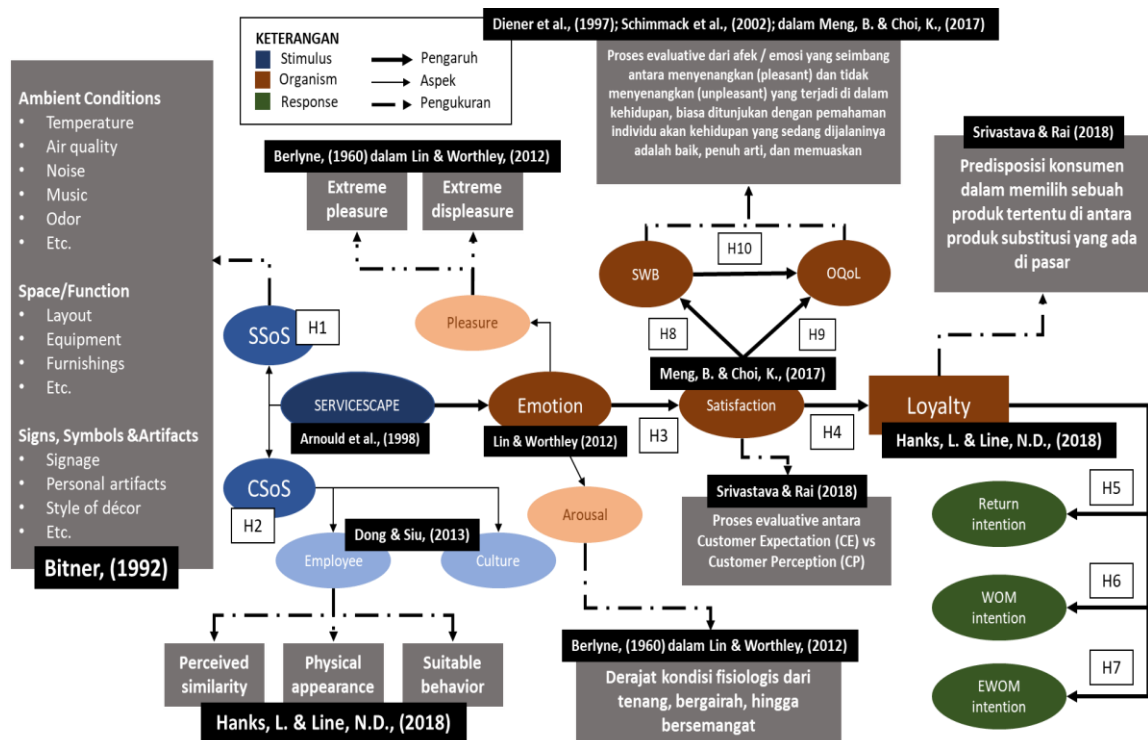 Diener et al., (1997); Schimmack et al., (2002); dalam Meng, B. & Choi, K., (2017)
Proses evaluative dari afek / emosi yang seimbang
antara menyenangkan (pleasant) dan tidak
menyenangkan (unpleasant) yang terjadi di dalam
kehidupan, biasa ditunjukan dengan pemahaman
individu akan kehidupan yang sedang dijalaninya
adalah baik, penuh arti, dan memuaskan
KETERANGAN
Stimulus
Organism
Response
Pengaruh
Aspek
Pengukuran
Ambient Conditions
• Temperature
• Air quality
• Noise
• Music
• Odor
• Etc.
Space/Function
• Layout
• Equipment
• Furnishings
• Etc.
Signs, Symbols &Artifacts
• Signage
• Personal artifacts
• Style of décor
• Etc.
Bitner, (1992)
Berlyne, (1960) dalam Lin & Worthley, (2012)
Extreme
pleasure
Extreme
displeasure
Srivastava & Rai (2018)
Predisposisi konsumen
dalam memilih sebuah
produk tertentu di antara
produk substitusi yang ada
di pasar
SWB
H10
OQoL
H8
H9
Meng, B. & Choi, K., (2017)
SSoS
H1
Pleasure
SERVICESCAPE
Arnould et al., (1998)
Emotion
Lin & Worthley (2012)
H3
Satisfaction
H4
Loyalty
Hanks, L. & Line, N.D., (2018)
CSoS
H2
Dong & Siu, (2013)
Employee
Culture
Arousal
Srivastava & Rai (2018)
Proses evaluative antara
Customer Expectation (CE) vs
Customer Perception (CP)
Return
intention
H5
WOM
intention
H6
EWOM
intention
H7
Perceived
similarity
Physical
appearance
Suitable
behavior
Hanks, L. & Line, N.D., (2018)
Berlyne, (1960) dalam Lin & Worthley, (2012)
Derajat kondisi fisiologis dari
tenang, bergairah, hingga
bersemangat